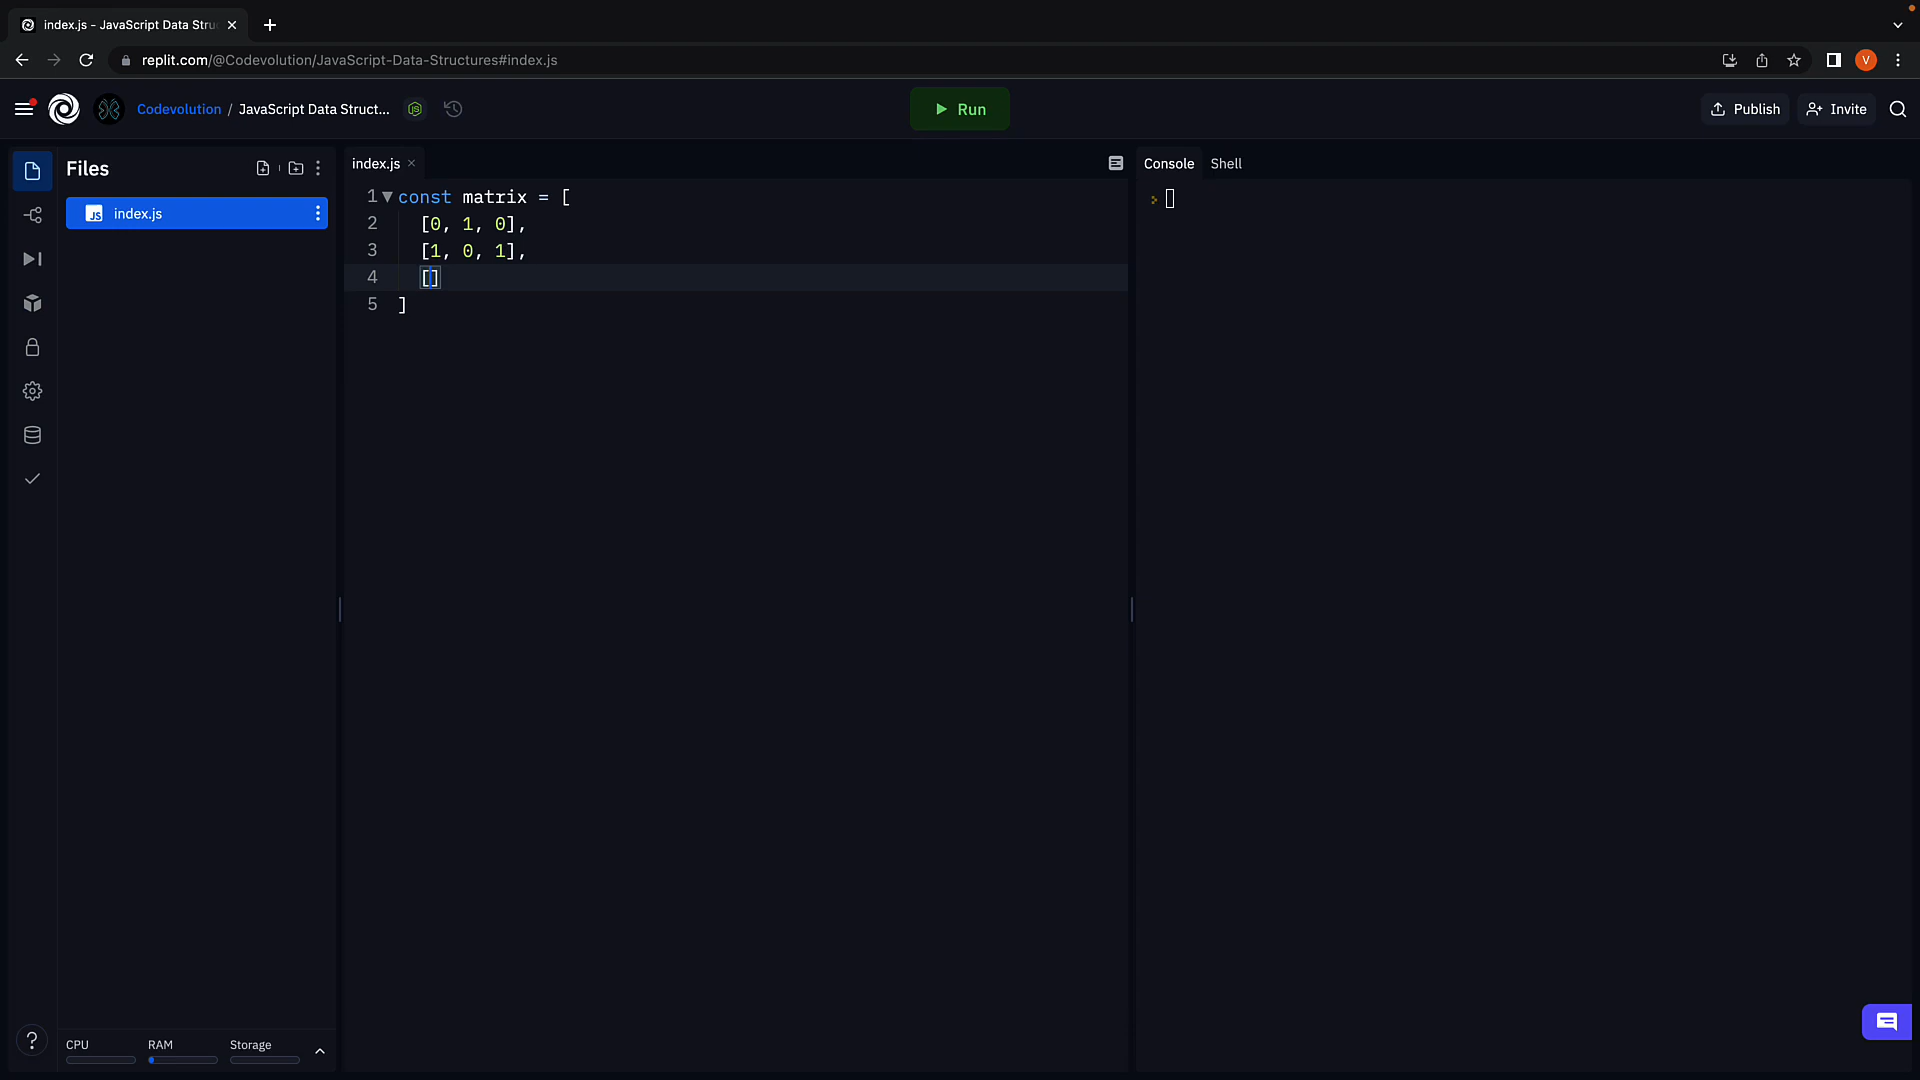 index.js - JavaScript Data Stru
replit.com/@Codevolution/JavaScript-Data-Structures#index.js
V
Codevolution / JavaScript Data Struct...
Run
Publish
Invite
Files
index.js
Console
Shell
JS index.js
1 const matrix = [
2 [0, 1, 0],
3 [1, 0, 1],
4 []
5 ]
?
CPU
RAM
Storage